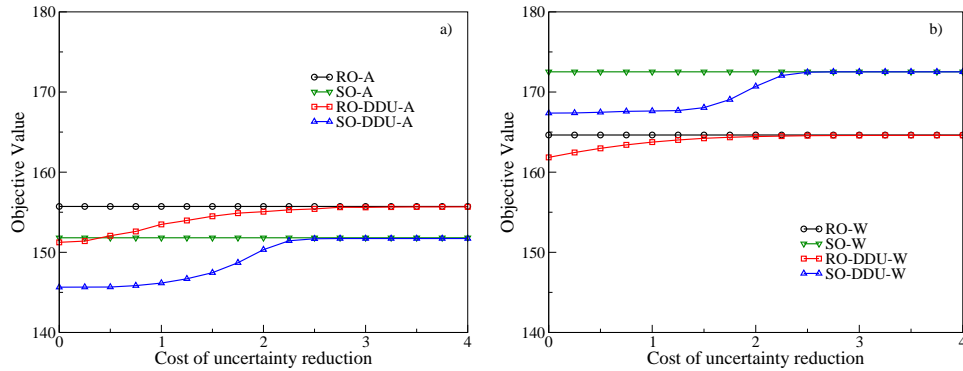 180
170
160
150
140
Objective Value
a)
RO-A
SO-A
RO-DDU-A
SO-DDU-A
0 1 2 3 4
Cost of uncertainty reduction
180
170
160
150
140
Objective Value
b)
RO-W
SO-W
RO-DDU-W
SO-DDU-W
0 1 2 3 4
Cost of uncertainty reduction